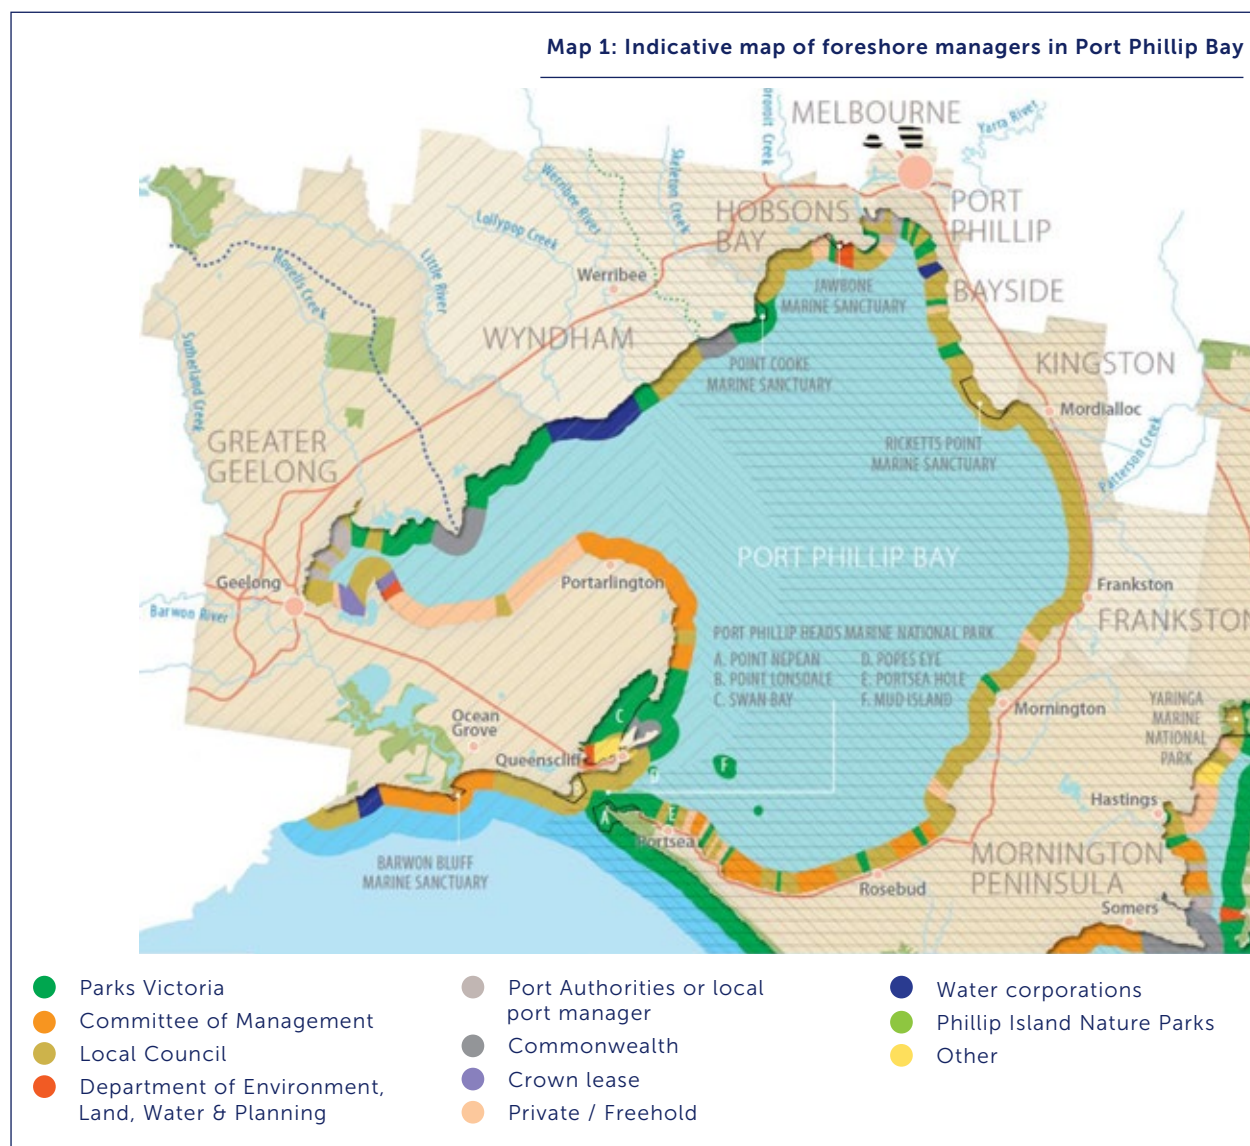 Map 1: Indicative map of foreshore managers in Port Phillip Bay
MELBOURNE
Yarra River
Skeleton Creek
Werribee River
Lollypop Creek
Little River
Hovells Creek
Sutherland Creek
HOBSONS
BAY
PORT
PHILLIP
Werribee
JAWBONE
MARINE SANCTUARY
BAYSIDE
WYNDHAM
POINT COOKE
MARINE SANCTUARY
KINGSTON
Mordialloc
RICKETTS POINT
MARINE SANCTUARY
Patterson Creek
GREATER
GEELONG
PORT PHILLIP BAY
Geelong
Portarlington
Barwon River
Frankston
FRANKSTON
PORT PHILLIP HEADS MARINE NATIONAL PARK
A. POINT NEPEAN
B. POINT LONSDALE
C. SWAN BAY
D. POPES EYE
E. PORTSEA HOLE
F. MUD ISLAND
Mornington
YARINGA
MARINE
NATIONAL
PARK
Ocean
Grove
C
Queenscliff
F
D
B
A
E
Portsea
Hastings
BARWON BLUFF
MARINE SANCTUARY
MORNINGTON
PENINSULA
Rosebud
Somers
Parks Victoria
Committee of Management
Local Council
Department of Environment,
Land, Water & Planning
Port Authorities or local
port manager
Commonwealth
Crown lease
Private / Freehold
Water corporations
Phillip Island Nature Parks
Other